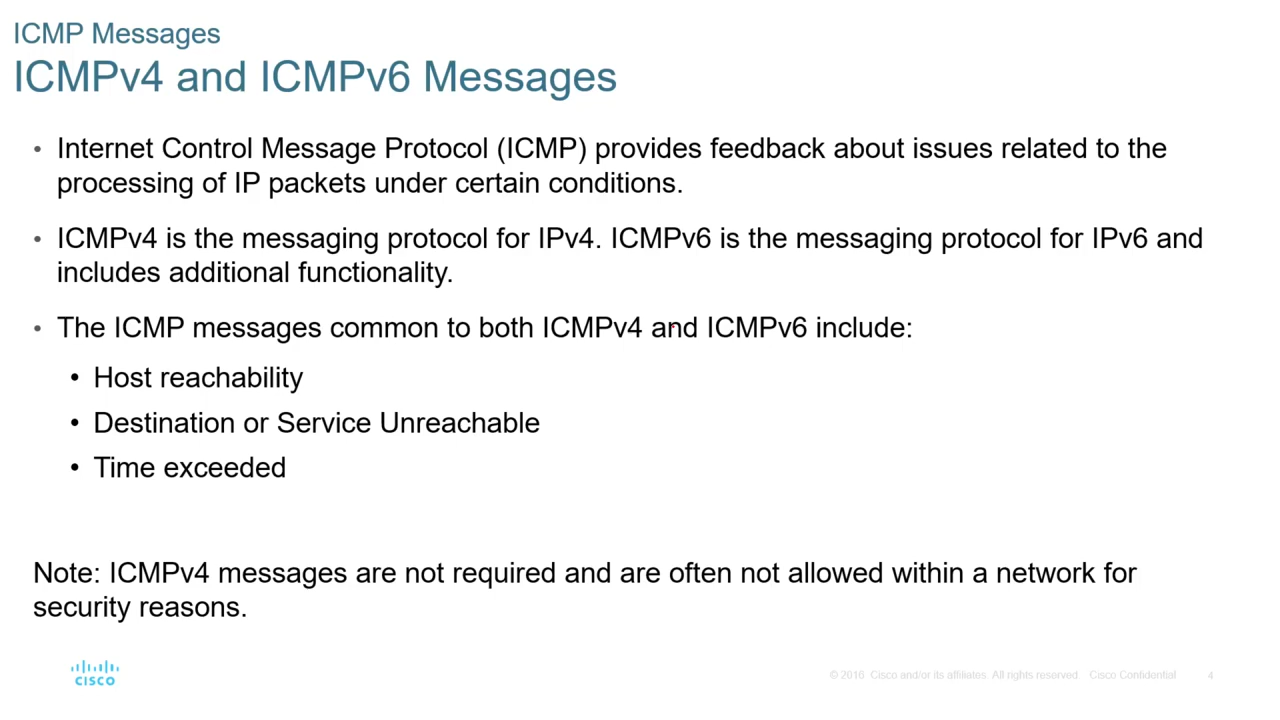 ICMP Messages
ICMPv4 and ICMPv6 Messages
• Internet Control Message Protocol (ICMP) provides feedback about issues related to the
processing of IP packets under certain conditions.
• ICMPv4 is the messaging protocol for IPv4. ICMPv6 is the messaging protocol for IPv6 and
includes additional functionality.
• The ICMP messages common to both ICMPv4 and ICMPv6 include:
• Host reachability
• Destination or Service Unreachable
• Time exceeded
Note: ICMPv4 messages are not required and are often not allowed within a network for
security reasons.
CISCO
© 2016 Cisco and/or its affiliates. All rights reserved. Cisco Confidential 4